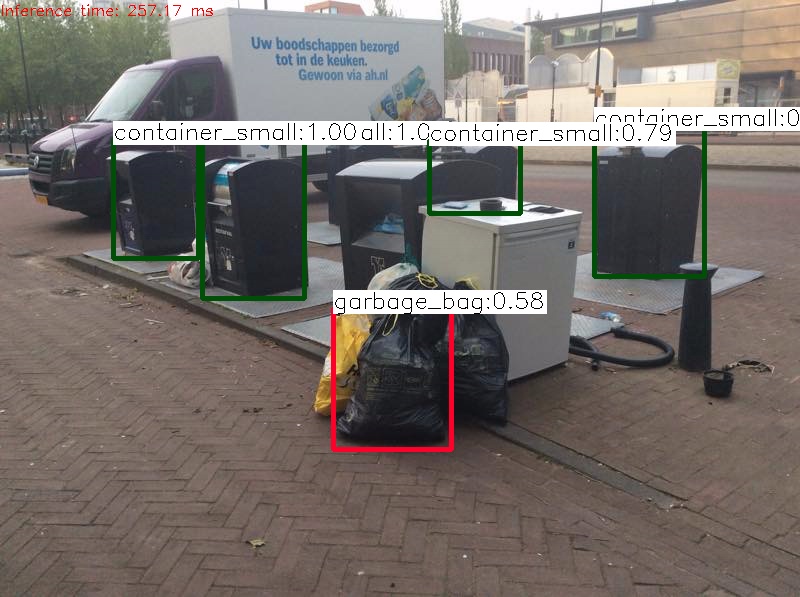 Inference time: 257.17 ms
Uw boodschappen bezorgd
tot in de keuken.
Gewoon via ah.nl
container_small:1.00
all:1.0
container_small:0.79
container_small:0
garbage_bag:0.58